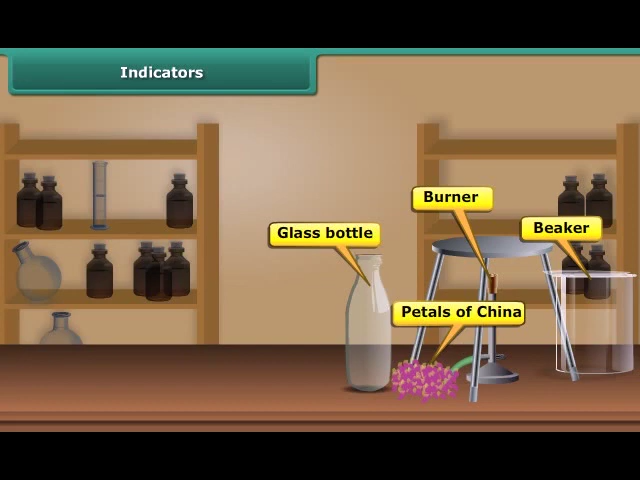 Indicators
Burner
Glass bottle
Beaker
Petals of China